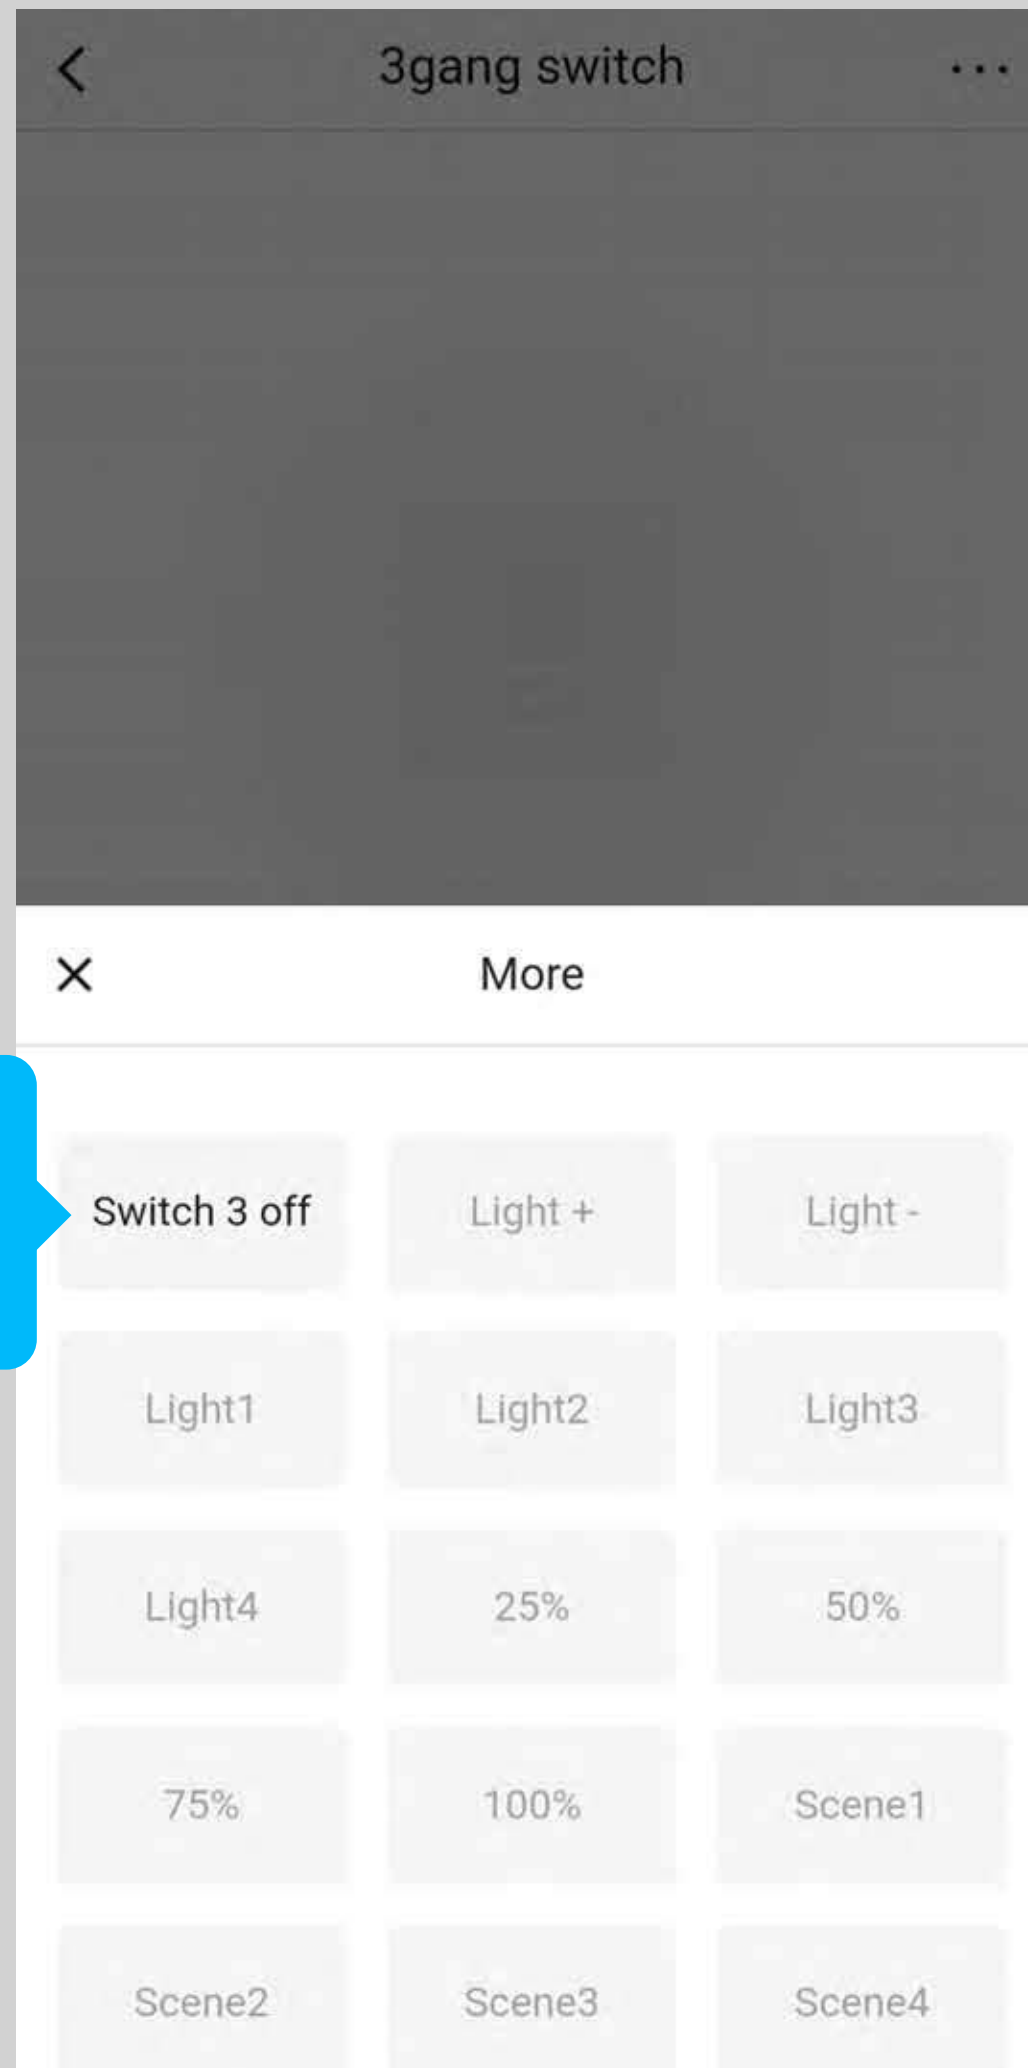 3gang switch
More
Switch 3 off
Light +
Light -
Light1
Light2
Light3
Light4
25%
50%
75%
100%
Scene1
Scene2
Scene3
Scene4